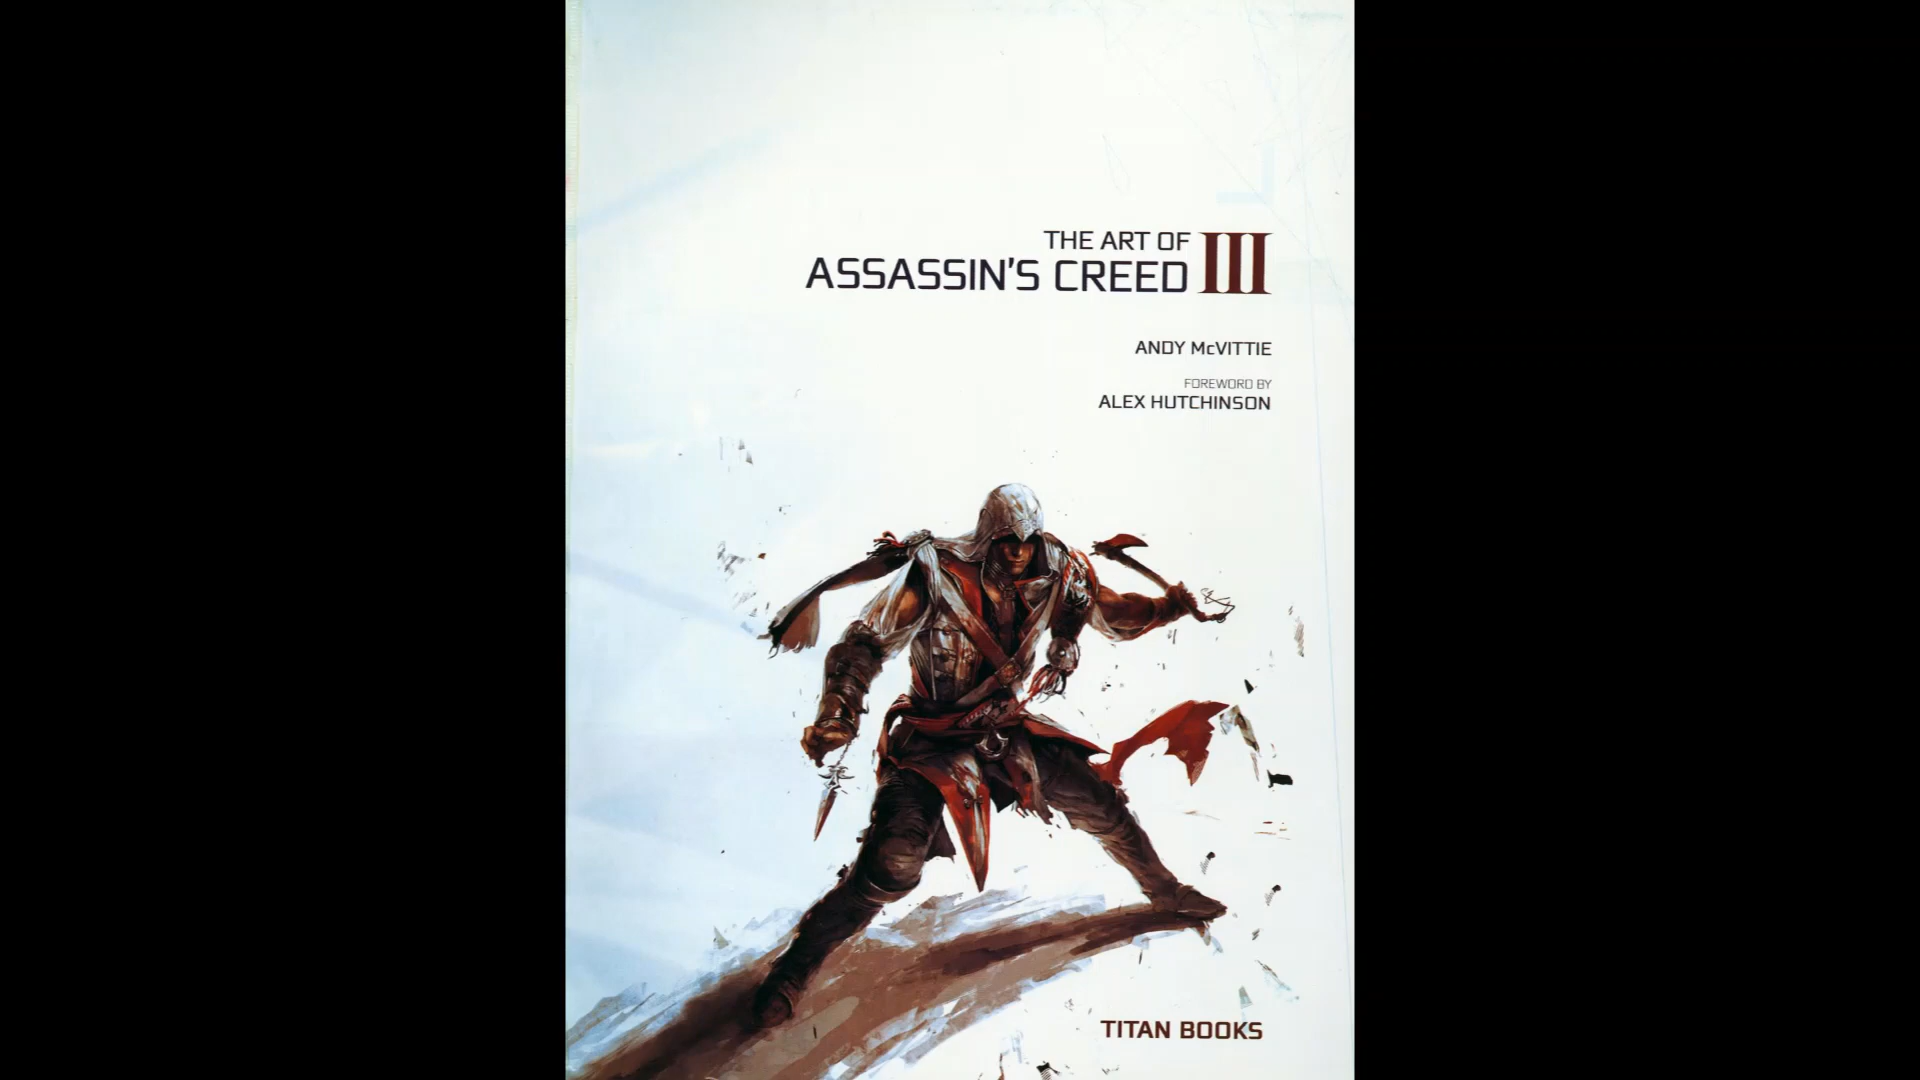 THE ART OF
ASSASSIN'S CREED III
ANDY McVITTIE
FOREWORD BY
ALEX HUTCHINSON
TITAN BOOKS